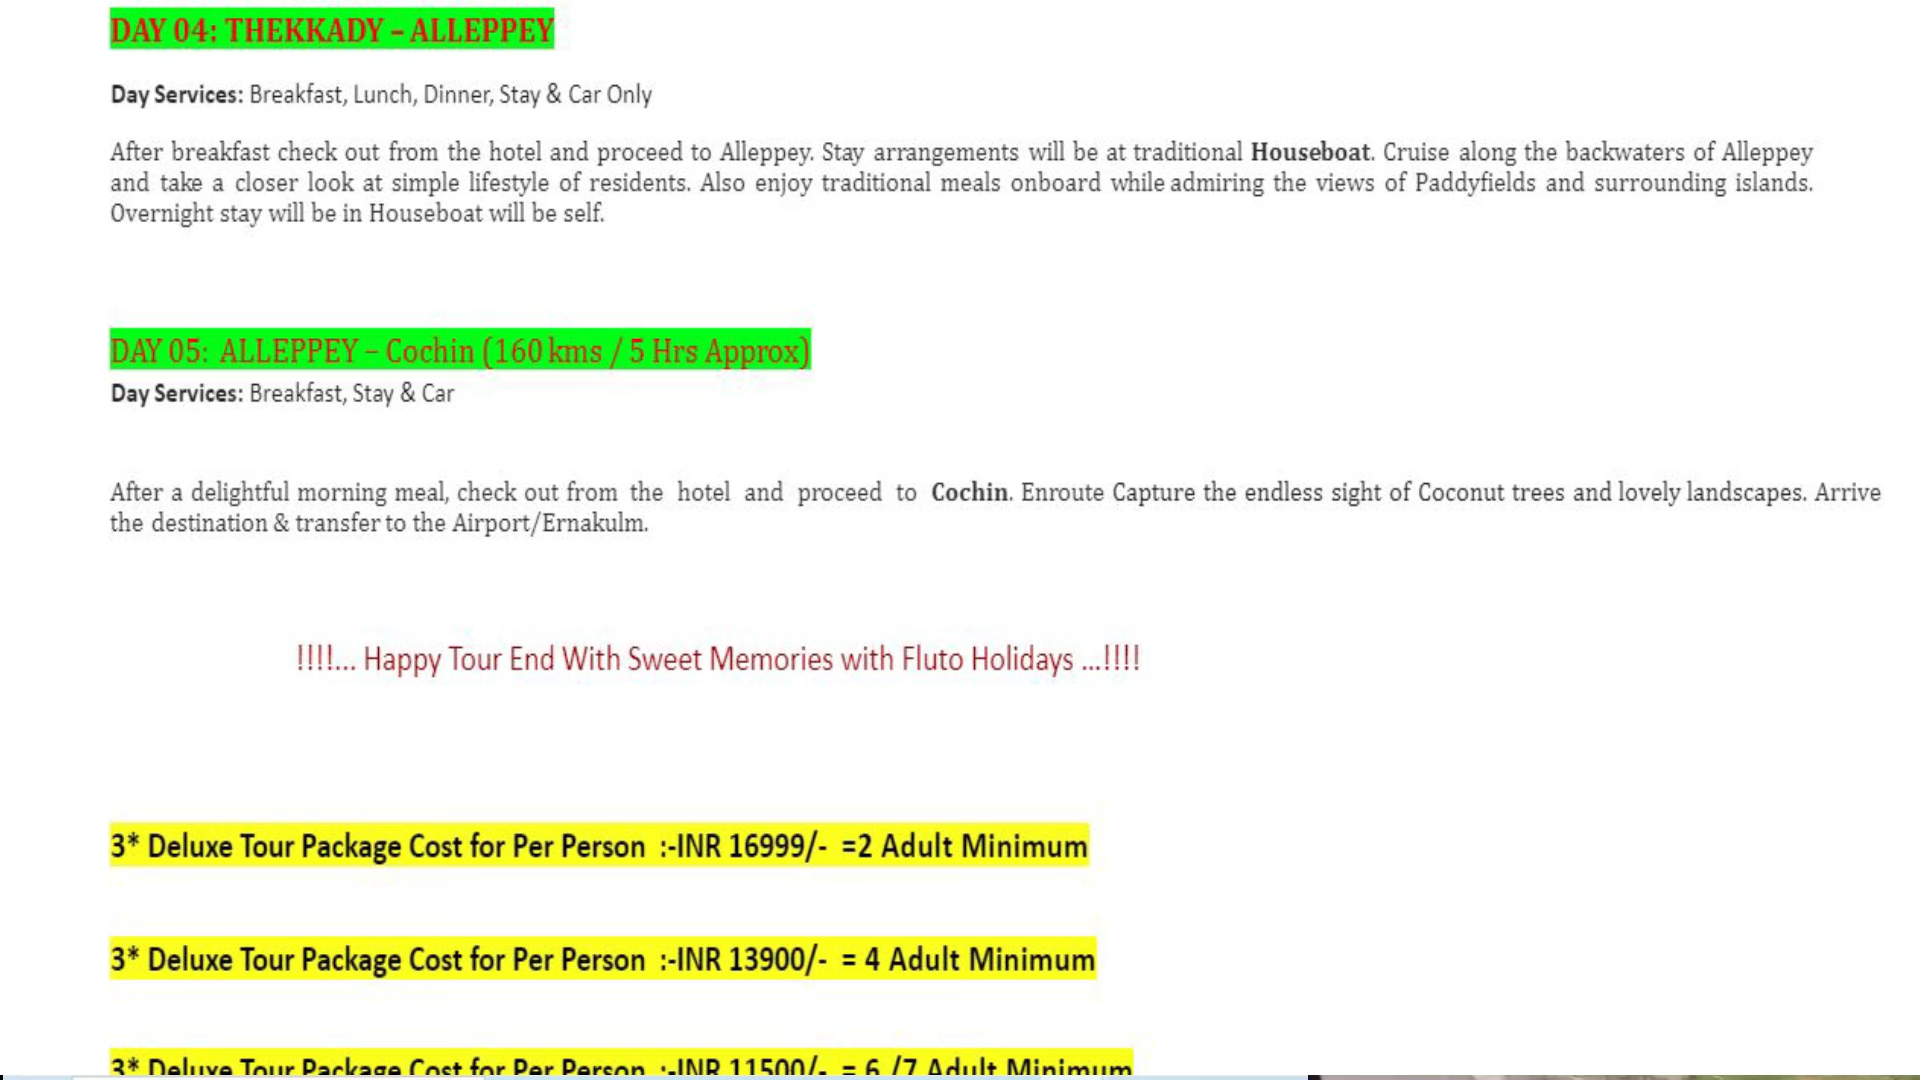 DAY 04: THEKKADY – ALLEPPEY
Day Services: Breakfast, Lunch, Dinner, Stay & Car Only
After breakfast check out from the hotel and proceed to Alleppey. Stay arrangements will be at traditional Houseboat. Cruise along the backwaters of Alleppey
and take a closer look at simple lifestyle of residents. Also enjoy traditional meals onboard while admiring the views of Paddyfields and surrounding islands.
Overnight stay will be in Houseboat will be self.
DAY 05: ALLEPPEY – Cochin (160 kms / 5 Hrs Approx)
Day Services: Breakfast, Stay & Car
After a delightful morning meal, check out from the hotel and proceed to Cochin. Enroute Capture the endless sight of Coconut trees and lovely landscapes. Arrive
the destination & transfer to the Airport/Ernakulm.
!!!!... Happy Tour End With Sweet Memories with Fluto Holidays ...!!!!
3* Deluxe Tour Package Cost for Per Person :-INR 16999/- =2 Adult Minimum
3* Deluxe Tour Package Cost for Per Person :-INR 13900/- = 4 Adult Minimum
3* Deluxe Tour Package Cost for Per Person :-INR 11500/- = 6 /7 Adult Minimum